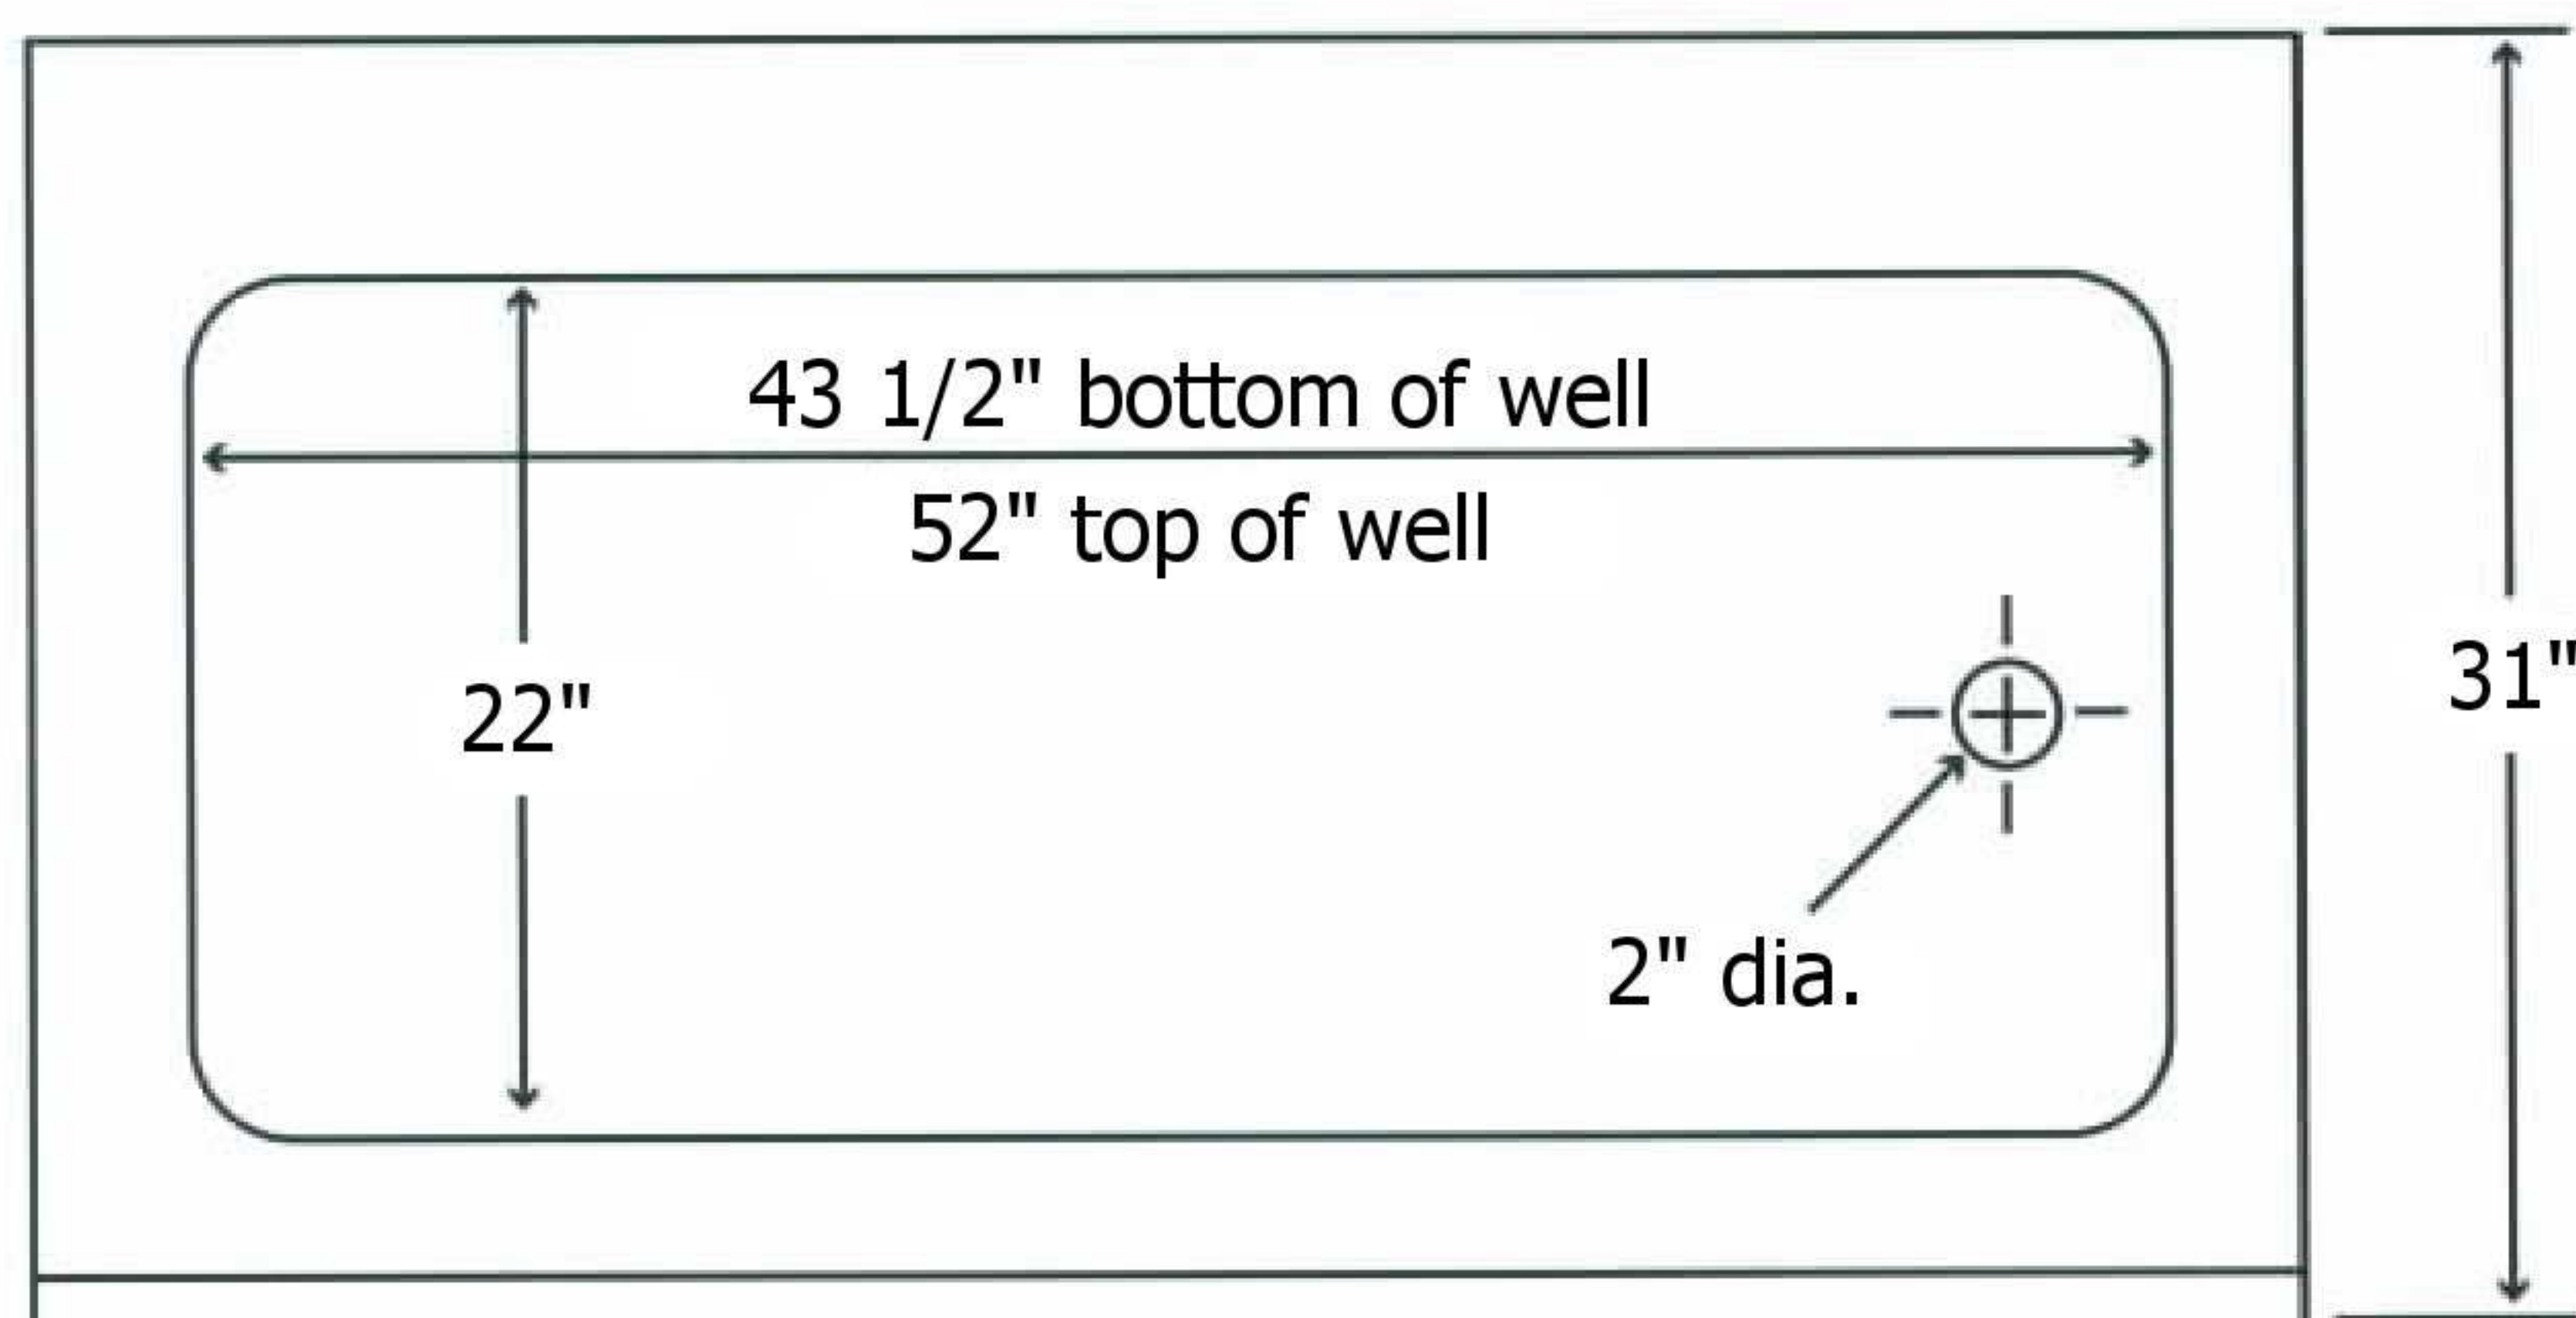 43 1/2" bottom of well
52" top of well
22"
31"
2" dia.